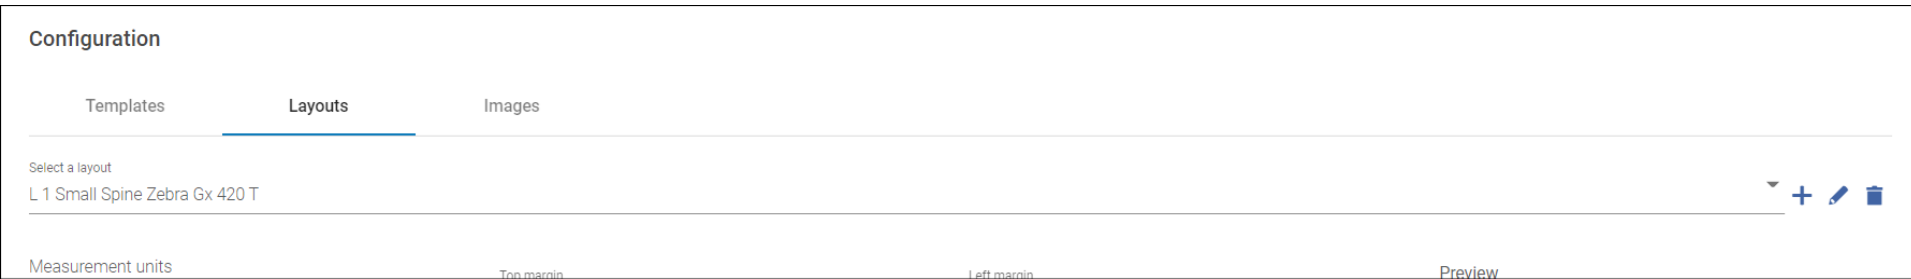 Configuration
Templates Layouts Images
Select a layout
L 1 Small Spine Zebra Gx 420 T
Measurement units Top margin Left margin Preview